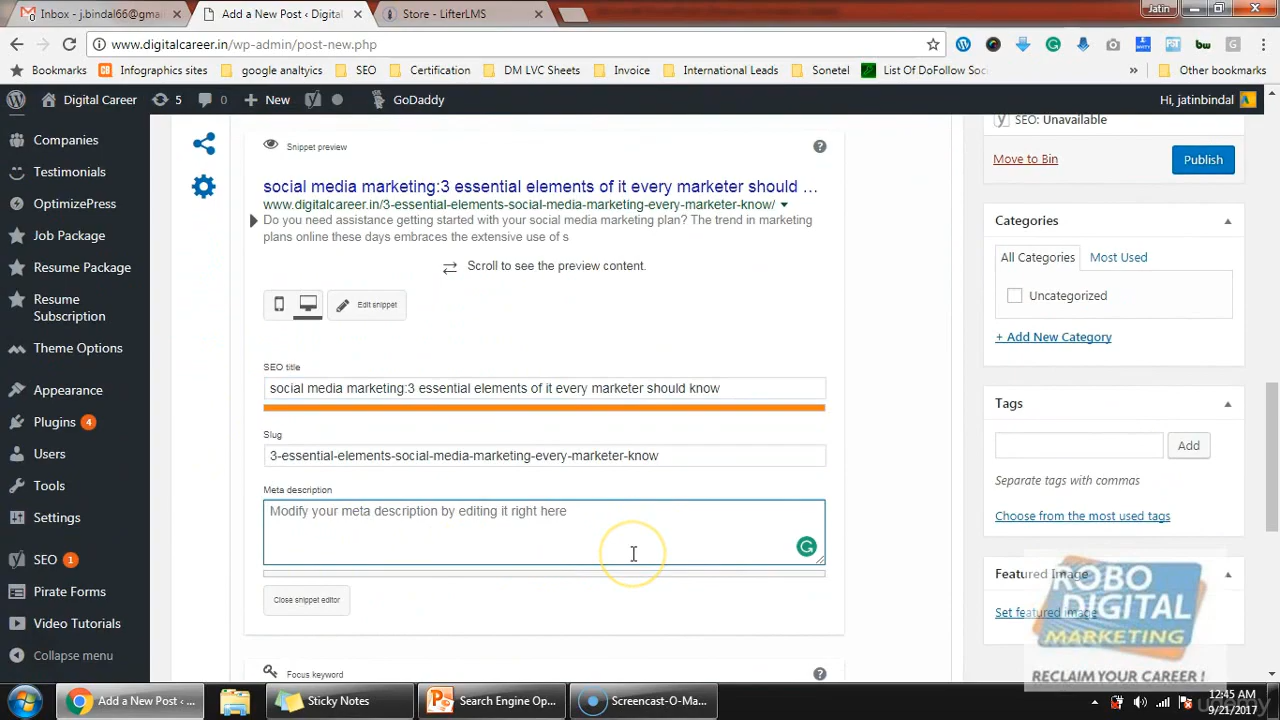 Inbox - j.bindal66@gma
Add a New Post ‹ Digital
Store - LifterLMS
Jatin
www.digitalcareer.in/wp-admin/post-new.php
Bookmarks
Infographics sites
google analtyics
SEO
Certification
DM LVC Sheets
Invoice
International Leads
Sonetel
List Of DoFollow Soc
»
Other bookmarks
Digital Career
5
0
New
GoDaddy
Hi, jatinbindal
Companies
Testimonials
OptimizePress
Job Package
Resume Package
Resume
Subscription
Theme Options
Appearance
Plugins 4
Users
Tools
Settings
SEO 1
Pirate Forms
Video Tutorials
Collapse menu
Snippet preview
social media marketing:3 essential elements of it every marketer should ...
www.digitalcareer.in/3-essential-elements-social-media-marketing-every-marketer-know/
Do you need assistance getting started with your social media marketing plan? The trend in marketing
plans online these days embraces the extensive use of s
Scroll to see the preview content.
Edit snippet
SEO title
social media marketing:3 essential elements of it every marketer should know
Slug
3-essential-elements-social-media-marketing-every-marketer-know
Meta description
Modify your meta description by editing it right here
Close snippet editor
Focus keyword
SEO: Unavailable
Move to Bin
Publish
Categories
All Categories
Most Used
Uncategorized
+ Add New Category
Tags
Add
Separate tags with commas
Choose from the most used tags
Featured Image
Set featured image
ROBO
DIGITAL
MARKETING
RECLAIM YOUR CAREER !
Add a New Post ‹ ...
Sticky Notes
Search Engine Op...
Screencast-O-Ma...
12:45 AM
9/21/2017
udemy